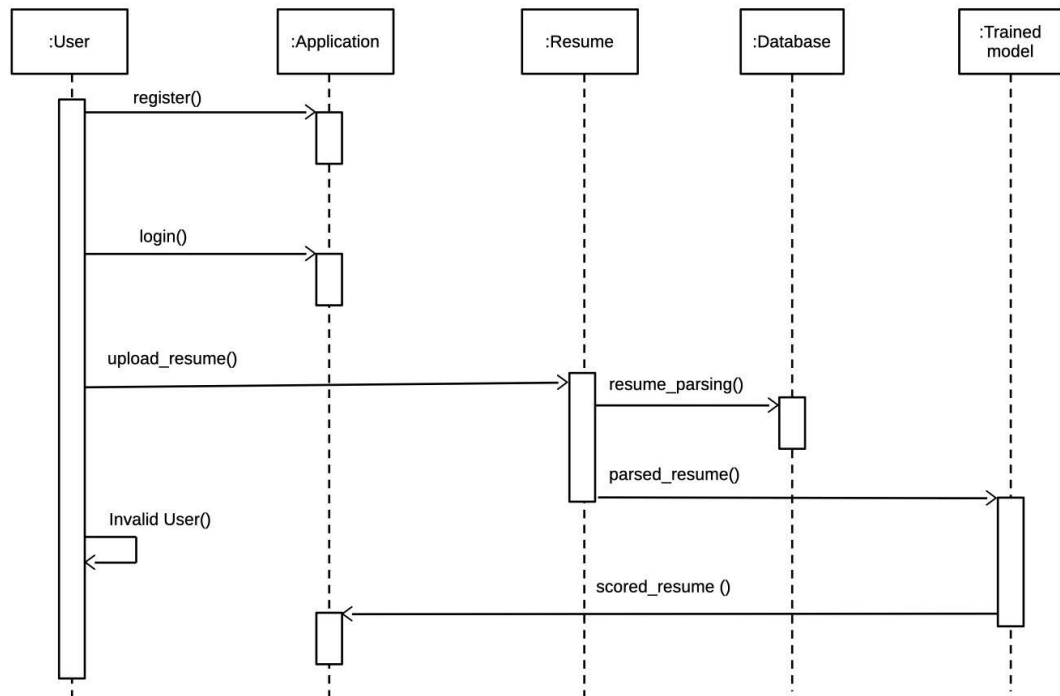 :User
:Application
:Resume
:Database
:Trained
model
register()
login()
upload_resume()
resume_parsing()
parsed_resume()
Invalid User()
scored_resume ()